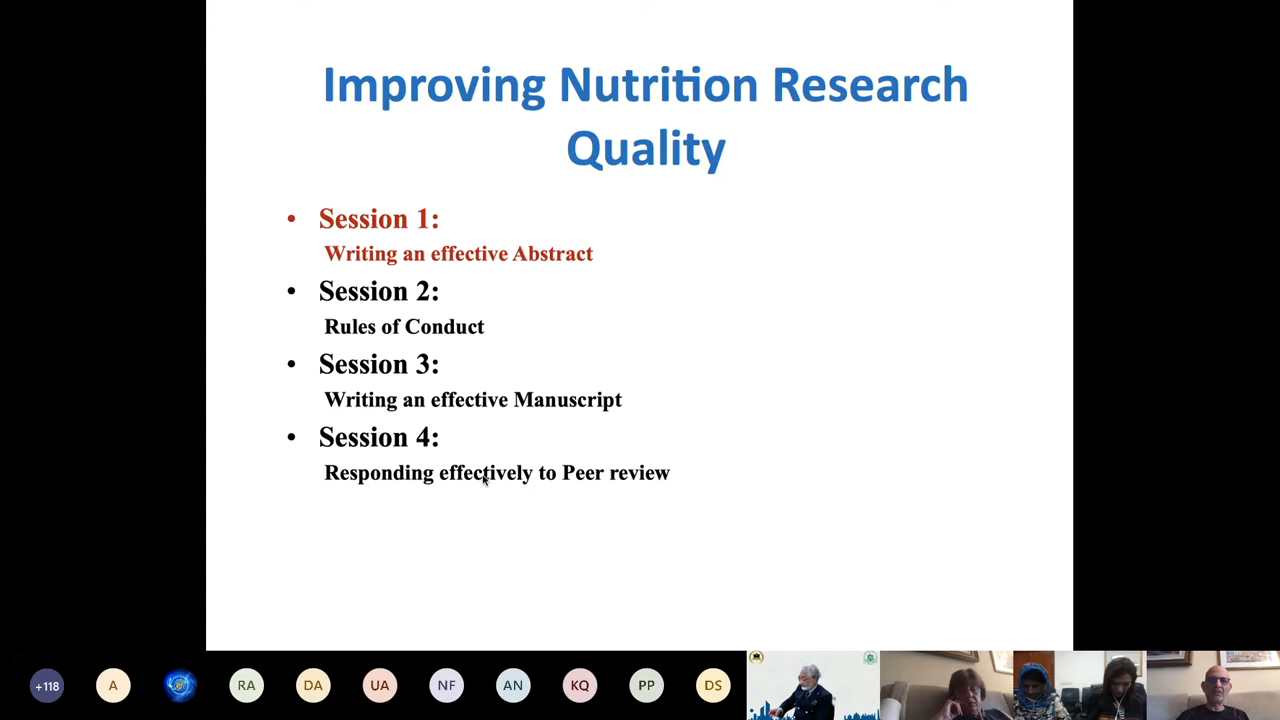 Improving Nutrition Research
Quality
• Session 1:
Writing an effective Abstract
• Session 2:
Rules of Conduct
• Session 3:
Writing an effective Manuscript
• Session 4:
Responding effectively to Peer review
+118 A RA DA UA NF AN KQ PP DS